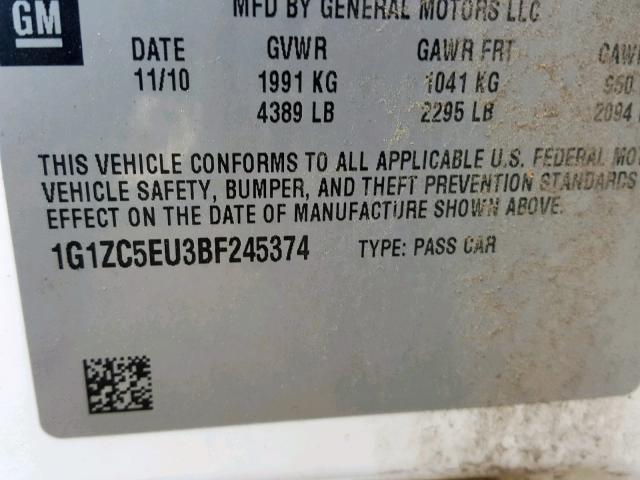 GM
MFD BY GENERAL MOTORS LLC
DATE GVWR GAWR FRT
11/10 1991 KG 1041 KG 950
4389 LB 2295 LB 2094
THIS VEHICLE CONFORMS TO ALL APPLICABLE U.S. FEDERAL
VEHICLE SAFETY, BUMPER, AND THEFT PREVENTION STANDARDS
EFFECT ON THE DATE OF MANUFACTURE SHOWN ABOVE.
1G1ZC5EU3BF245374 TYPE: PASS CAR